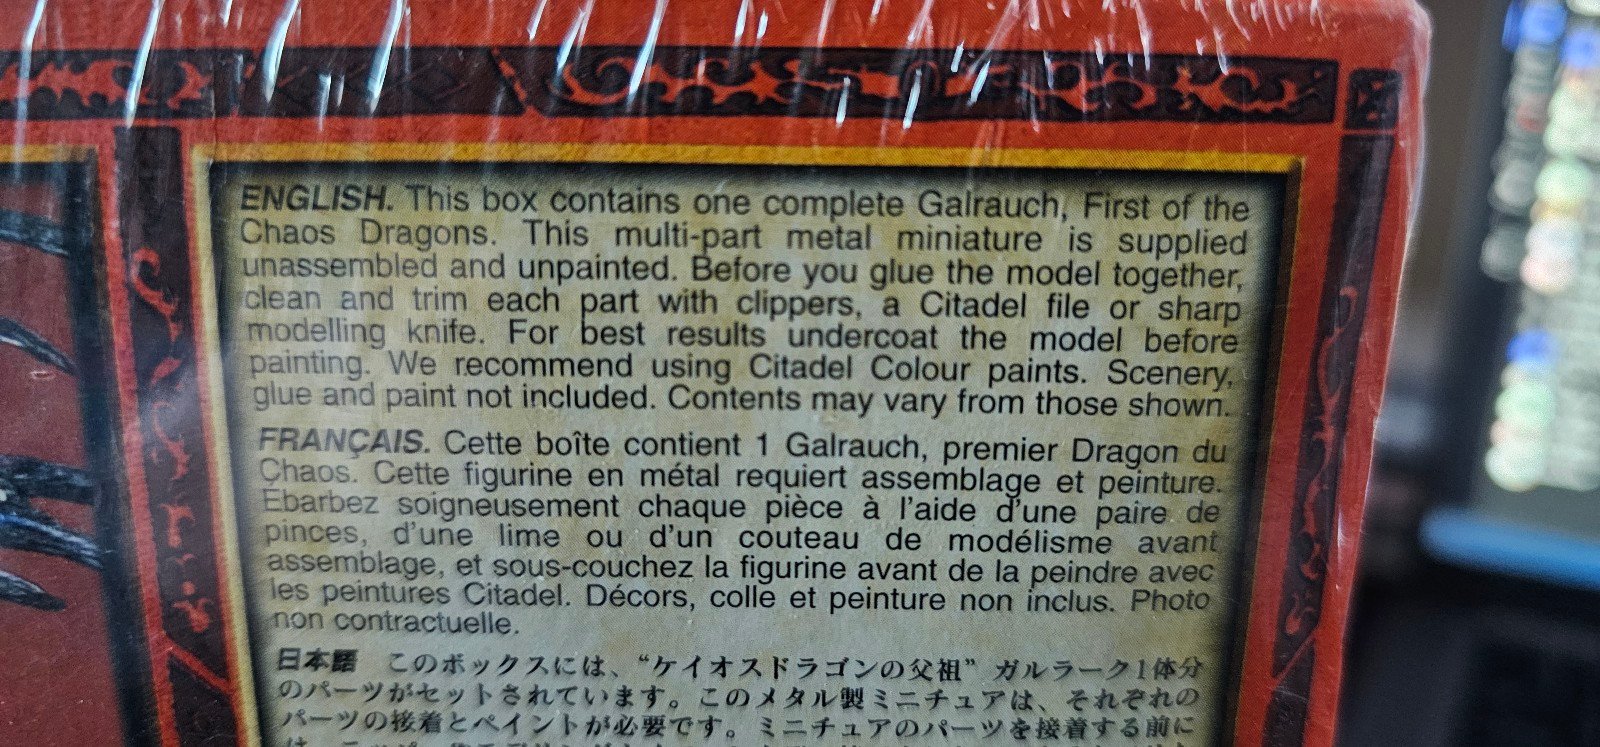 ENGLISH. This box contains one complete Galrauch, First of the
Chaos Dragons. This multi-part metal miniature is supplied
unassembled and unpainted. Before you glue the model together,
clean and trim each part with clippers, a Citadel file or sharp
modelling knife. For best results undercoat the model before
painting. We recommend using Citadel Colour paints. Scenery,
glue and paint not included. Contents may vary from those shown.
FRANÇAIS. Cette boîte contient 1 Galrauch, premier Dragon du
Chaos. Cette figurine en métal requiert assemblage et peinture.
Ebarbez soigneusement chaque pièce à l'aide d'une paire de
pinces, d'une lime ou d'un couteau de modélisme avant
assemblage, et sous-couchez la figurine avant de la peindre avec
les peintures Citadel. Décors, colle et peinture non inclus. Photo
non contractuelle.
日本語 このボックスには、“ケイオスドラゴンの父祖” ガルラーク1体分
のパーツがセットされています。このメタル製ミニチュアは、それぞれの
パーツの接着とペイントが必要です。ミニチュアのパーツを接着する前に